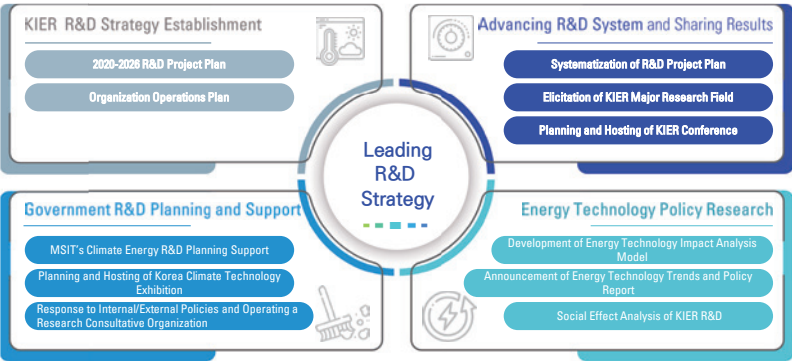 KIER R&D Strategy Establishment
2020-2026 R&D Project Plan
Organization Operations Plan
Advancing R&D System and Sharing Results
Systematization of R&D Project Plan
Elicitation of KIER Major Research Field
Planning and Hosting of KIER Conference
Leading
R&D
Strategy
Government R&D Planning and Support
MSIT's Climate Energy R&D Planning Support
Planning and Hosting of Korea Climate Technology
Exhibition
Response to Internal/External Policies and Operating a
Research Consultative Organization
Energy Technology Policy Research
Development of Energy Technology Impact Analysis
Model
Announcement of Energy Technology Trends and Policy
Report
Social Effect Analysis of KIER R&D